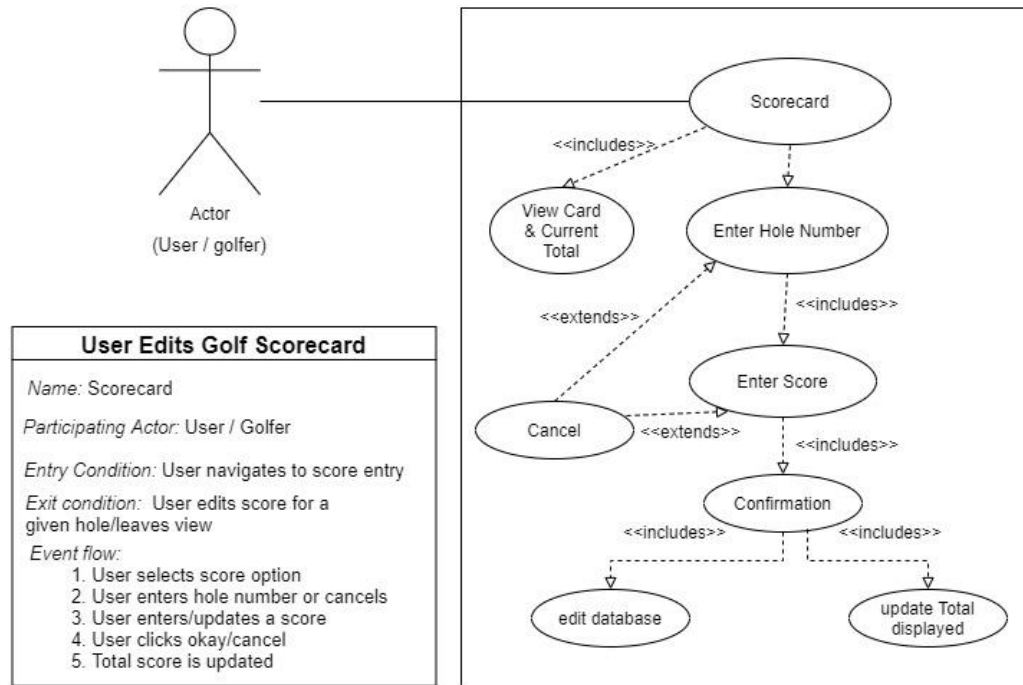 Scorecard
<<includes>>
Actor
(User / golfer)
View Card
& Current
Total
Enter Hole Number
<<extends>>
<<includes>>
User Edits Golf Scorecard
Name: Scorecard
Participating Actor: User / Golfer
Entry Condition: User navigates to score entry
Exit condition: User edits score for a
given hole/leaves view
Event flow:
1. User selects score option
2. User enters hole number or cancels
3. User enters/updates a score
4. User clicks okay/cancel
5. Total score is updated
Enter Score
Cancel
<<extends>>
<<includes>>
Confirmation
<<includes>>
<<includes>>
edit database
update Total
displayed